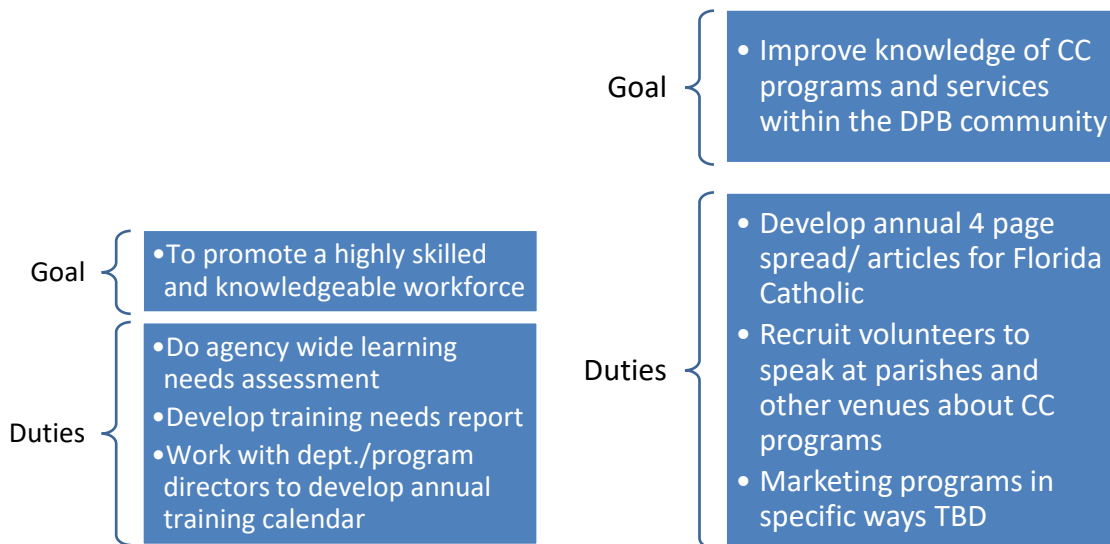 Goal
•To promote a highly skilled
and knowledgeable workforce
Duties
•Do agency wide learning
needs assessment
•Develop training needs report
•Work with dept./program
directors to develop annual
training calendar
Goal
• Improve knowledge of CC
programs and services
within the DPB community
Duties
• Develop annual 4 page
spread/ articles for Florida
Catholic
• Recruit volunteers to
speak at parishes and
other venues about CC
programs
• Marketing programs in
specific ways TBD